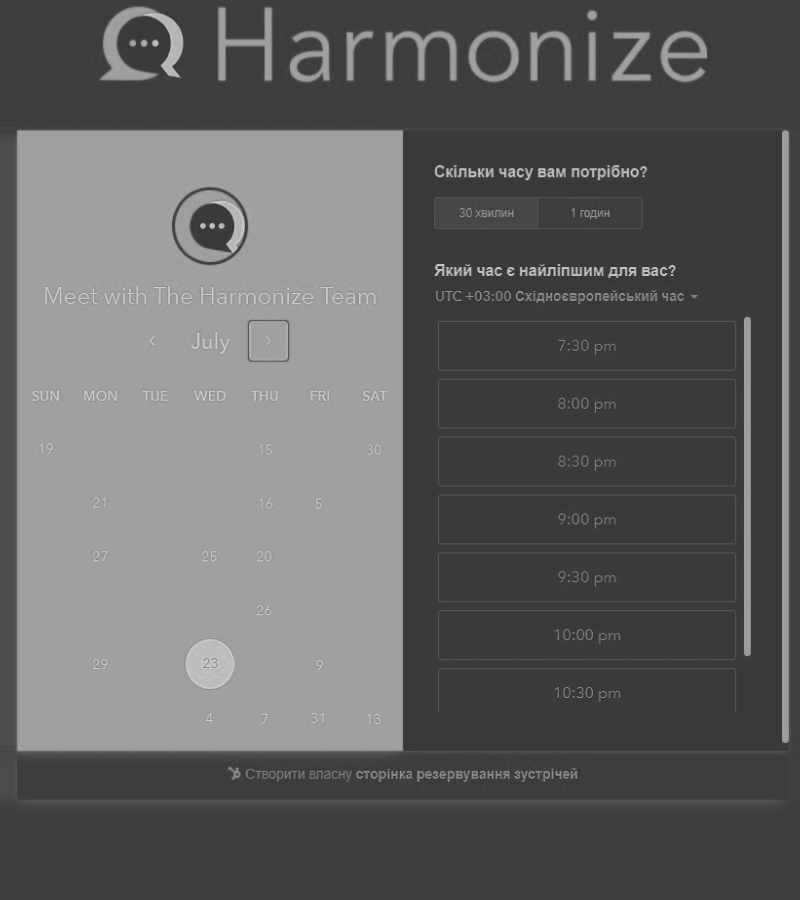 Harmonize
Meet with The Harmonize Team
July
SUN MON TUE WED THU FRI SAT
19 15 30
21 16 5
27 25 20
26
29 23 9
4 7 31 13
Скільки часу вам потрібно?
30 хвилин 1 годин
Який час є найліпшим для вас?
UTC +03:00 Східноєвропейський час
7:30 pm
8:00 pm
8:30 pm
9:00 pm
9:30 pm
10:00 pm
10:30 pm
Створити власну сторінка резервування зустрічей